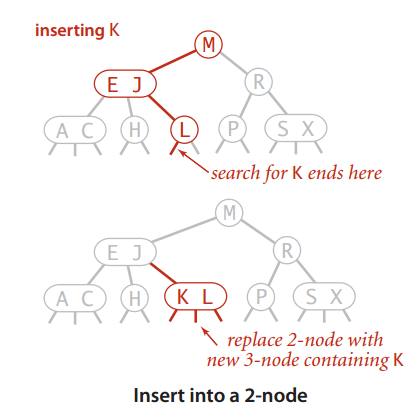 inserting K
M
E J
R
A C
H
L
P
S X
search for K ends here
M
E J
R
A C
H
K L
P
S X
replace 2-node with
new 3-node containing K
Insert into a 2-node